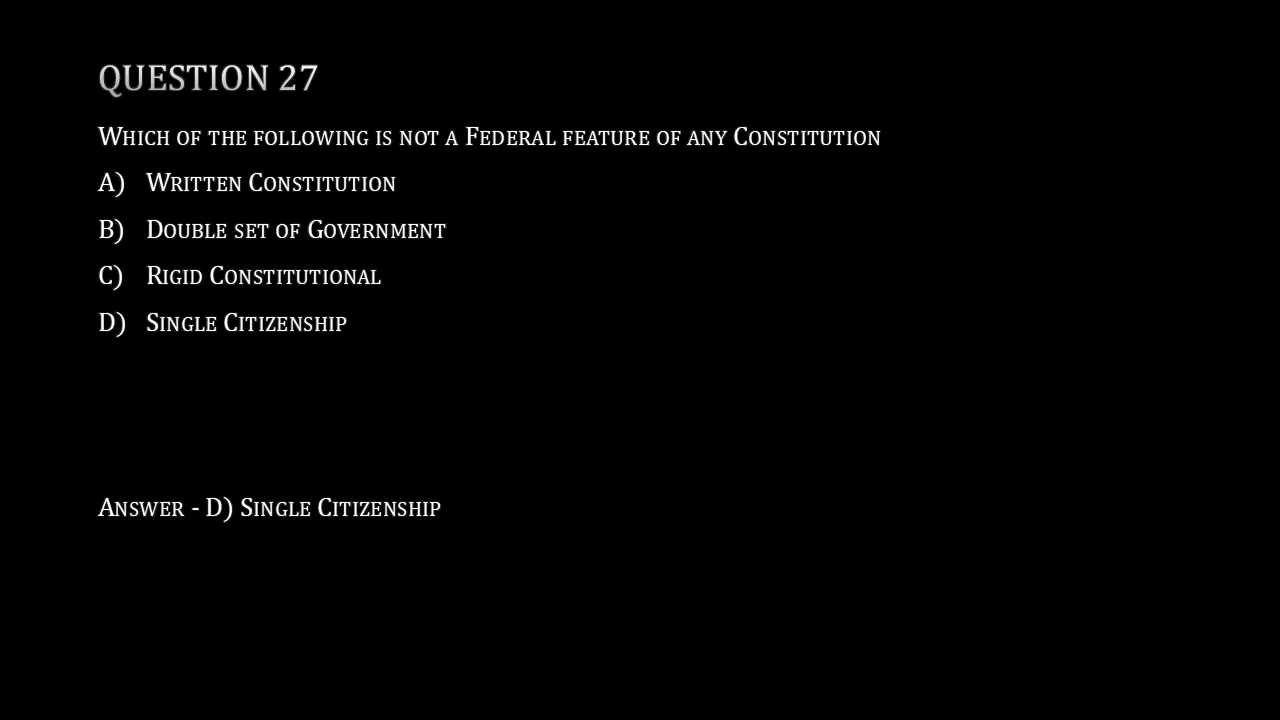 QUESTION 27
Which of the following is not a Federal feature of any Constitution
A) Written Constitution
B) Double set of Government
C) Rigid Constitutional
D) Single Citizenship
Answer - D) Single Citizenship